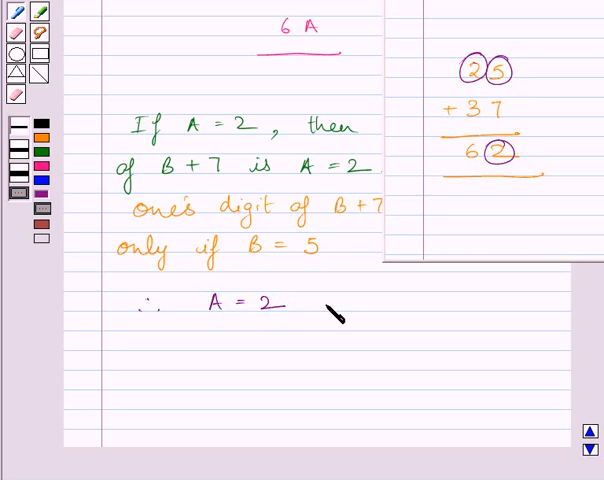 6 A
If A = 2 , then
of B + 7 is A = 2
one's digit of B + 7
only if B = 5
∴ A = 2
2 5
+ 3 7
6 2